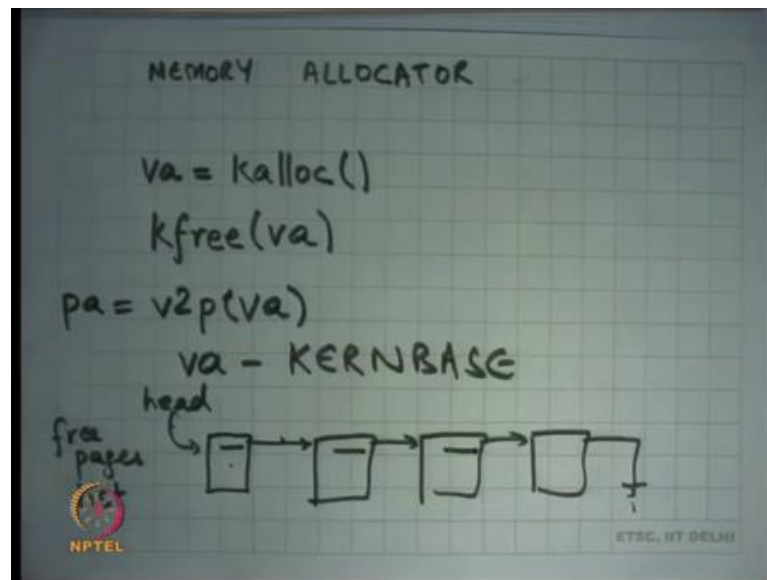 MEMORY ALLOCATOR
va = kalloc()
kfree(va)
pa = v2p(va)
va - KERNBASE
head
free
pages
NPTEL
ETSC, IIT DELHI